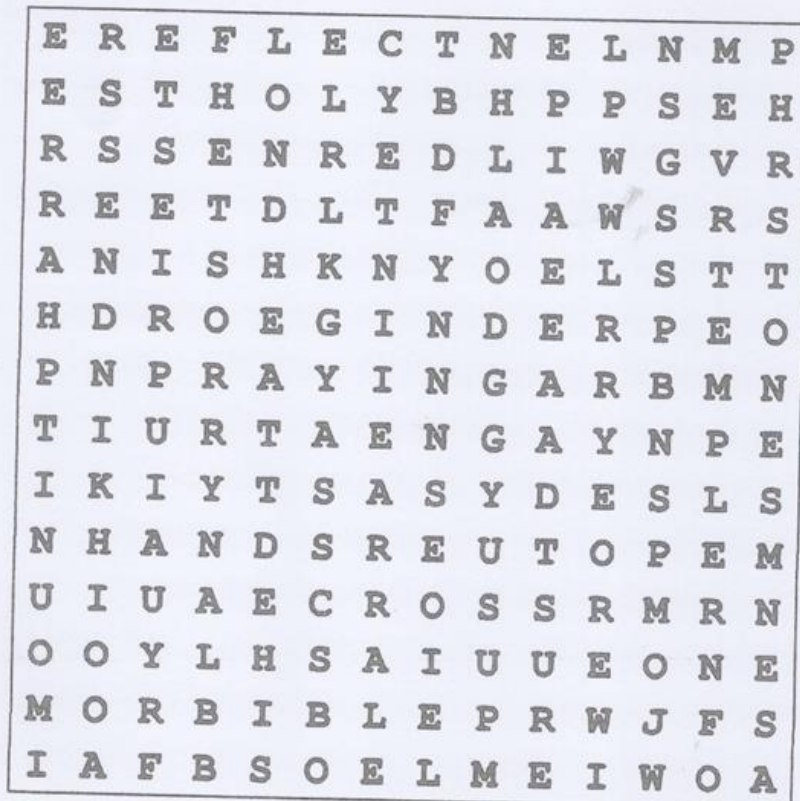 E R E F L E C T N E L N M P
E S T H O L Y B H P P S E H
R S S E N R E D L I W G V R
R E E T D L T F A A W S R S
A N I S H K N Y O E L S T T
H D R O E G I N D E R P E O
P N P R A Y I N G A R B M N
T I U R T A E N G A Y N P E
I K I Y T S A S Y D E S L S
N H A N D S R E U T O P E M
U I U A E C R O S S R M R N
O O Y L H S A I U U E O N E
M O R B I B L E P R W J F S
I A F B S O E L M E I W O A